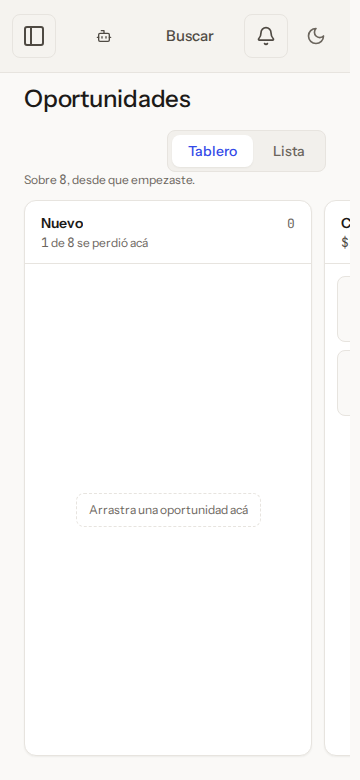 Buscar
Oportunidades
Tablero
Lista
Sobre 8, desde que empezaste.
Nuevo
0
1 de 8 se perdió acá
C
$
Arrastra una oportunidad acá